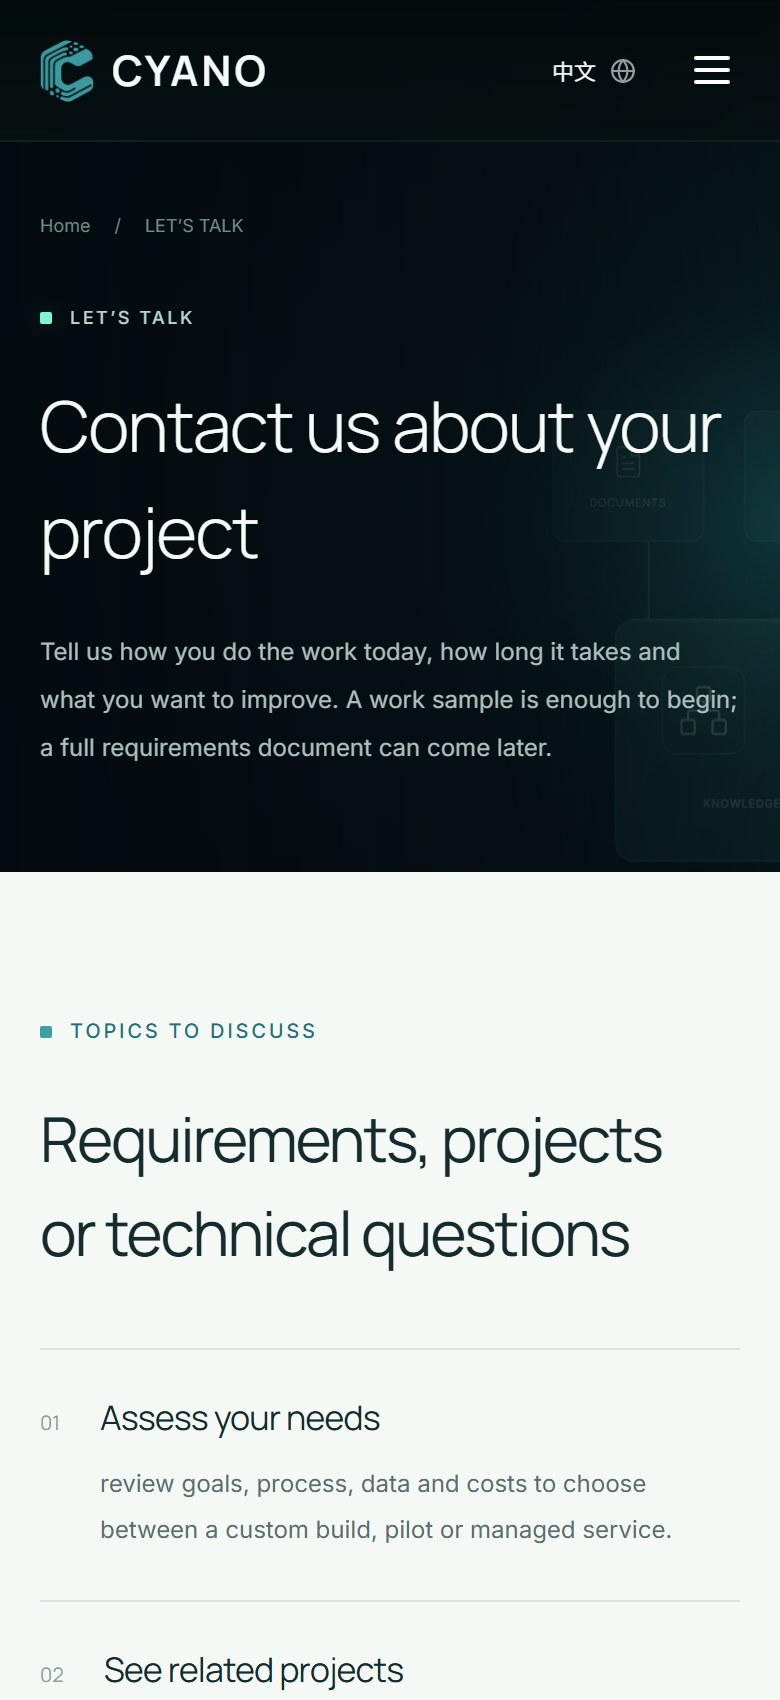 CYANO
中文
Home / LET'S TALK
LET'S TALK
Contact us about your
project
DOCUMENTS
Tell us how you do the work today, how long it takes and
what you want to improve. A work sample is enough to begin;
a full requirements document can come later.
KNOWLEDGE
TOPICS TO DISCUSS
Requirements, projects
or technical questions
01 Assess your needs
review goals, process, data and costs to choose
between a custom build, pilot or managed service.
02 See related projects